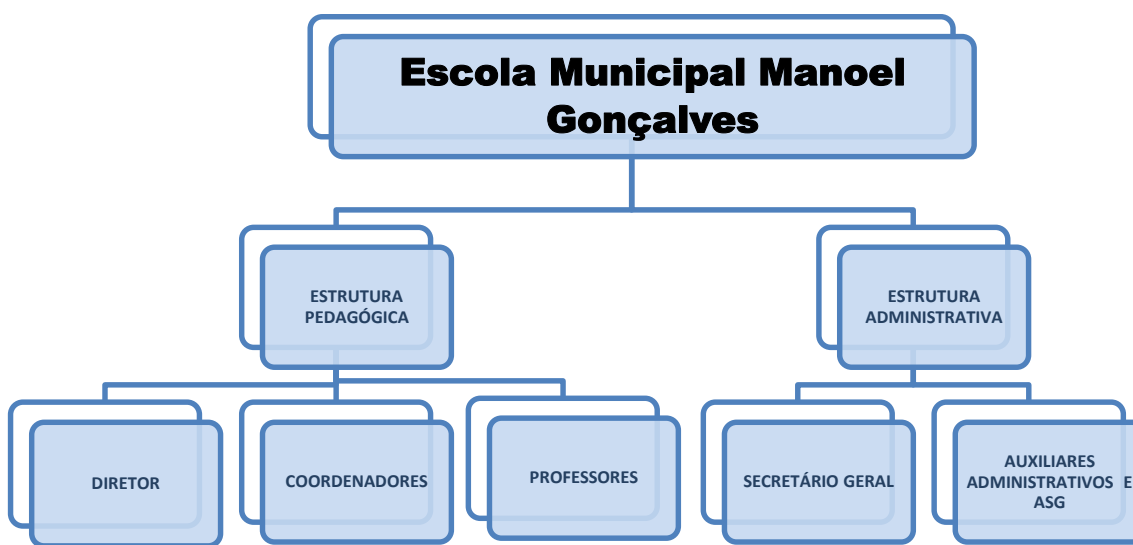 Escola Municipal Manoel
Gonçalves
ESTRUTURA
PEDAGÓGICA
ESTRUTURA
ADMINISTRATIVA
DIRETOR
COORDENADORES
PROFESSORES
SECRETÁRIO GERAL
AUXILIARES
ADMINISTRATIVOS E
ASG